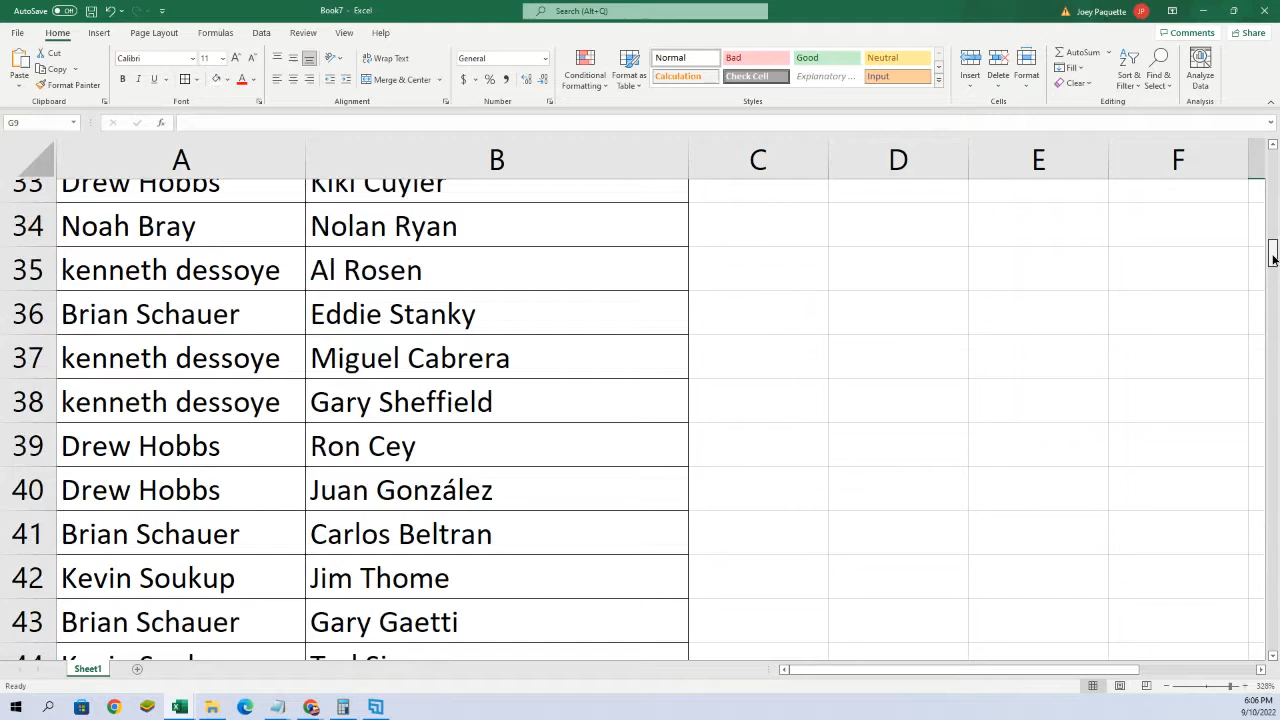 AutoSave Off
Book7 - Excel
Search (Alt+Q)
Joey Paquette JP
File Home Insert Page Layout Formulas Data Review View Help
Comments Share
Paste
Cut
Copy
Format Painter
Clipboard
Calibri 11
B I U
Font
Wrap Text
Merge & Center
Alignment
General
Number
Conditional Formatting
Format as Table
Normal Bad Good Neutral
Calculation Check Cell Explanatory ... Input
Styles
Insert Delete Format
Cells
AutoSum
Fill
Clear
Sort & Filter
Find & Select
Editing
Analyze Data
Analysis
G9
fx
A B C D E F
33 Drew Hobbs Kiki Cuyler
34 Noah Bray Nolan Ryan
35 kenneth dessoye Al Rosen
36 Brian Schauer Eddie Stanky
37 kenneth dessoye Miguel Cabrera
38 kenneth dessoye Gary Sheffield
39 Drew Hobbs Ron Cey
40 Drew Hobbs Juan González
41 Brian Schauer Carlos Beltran
42 Kevin Soukup Jim Thome
43 Brian Schauer Gary Gaetti
44
Sheet1
Ready
328%
6:06 PM
9/10/2022